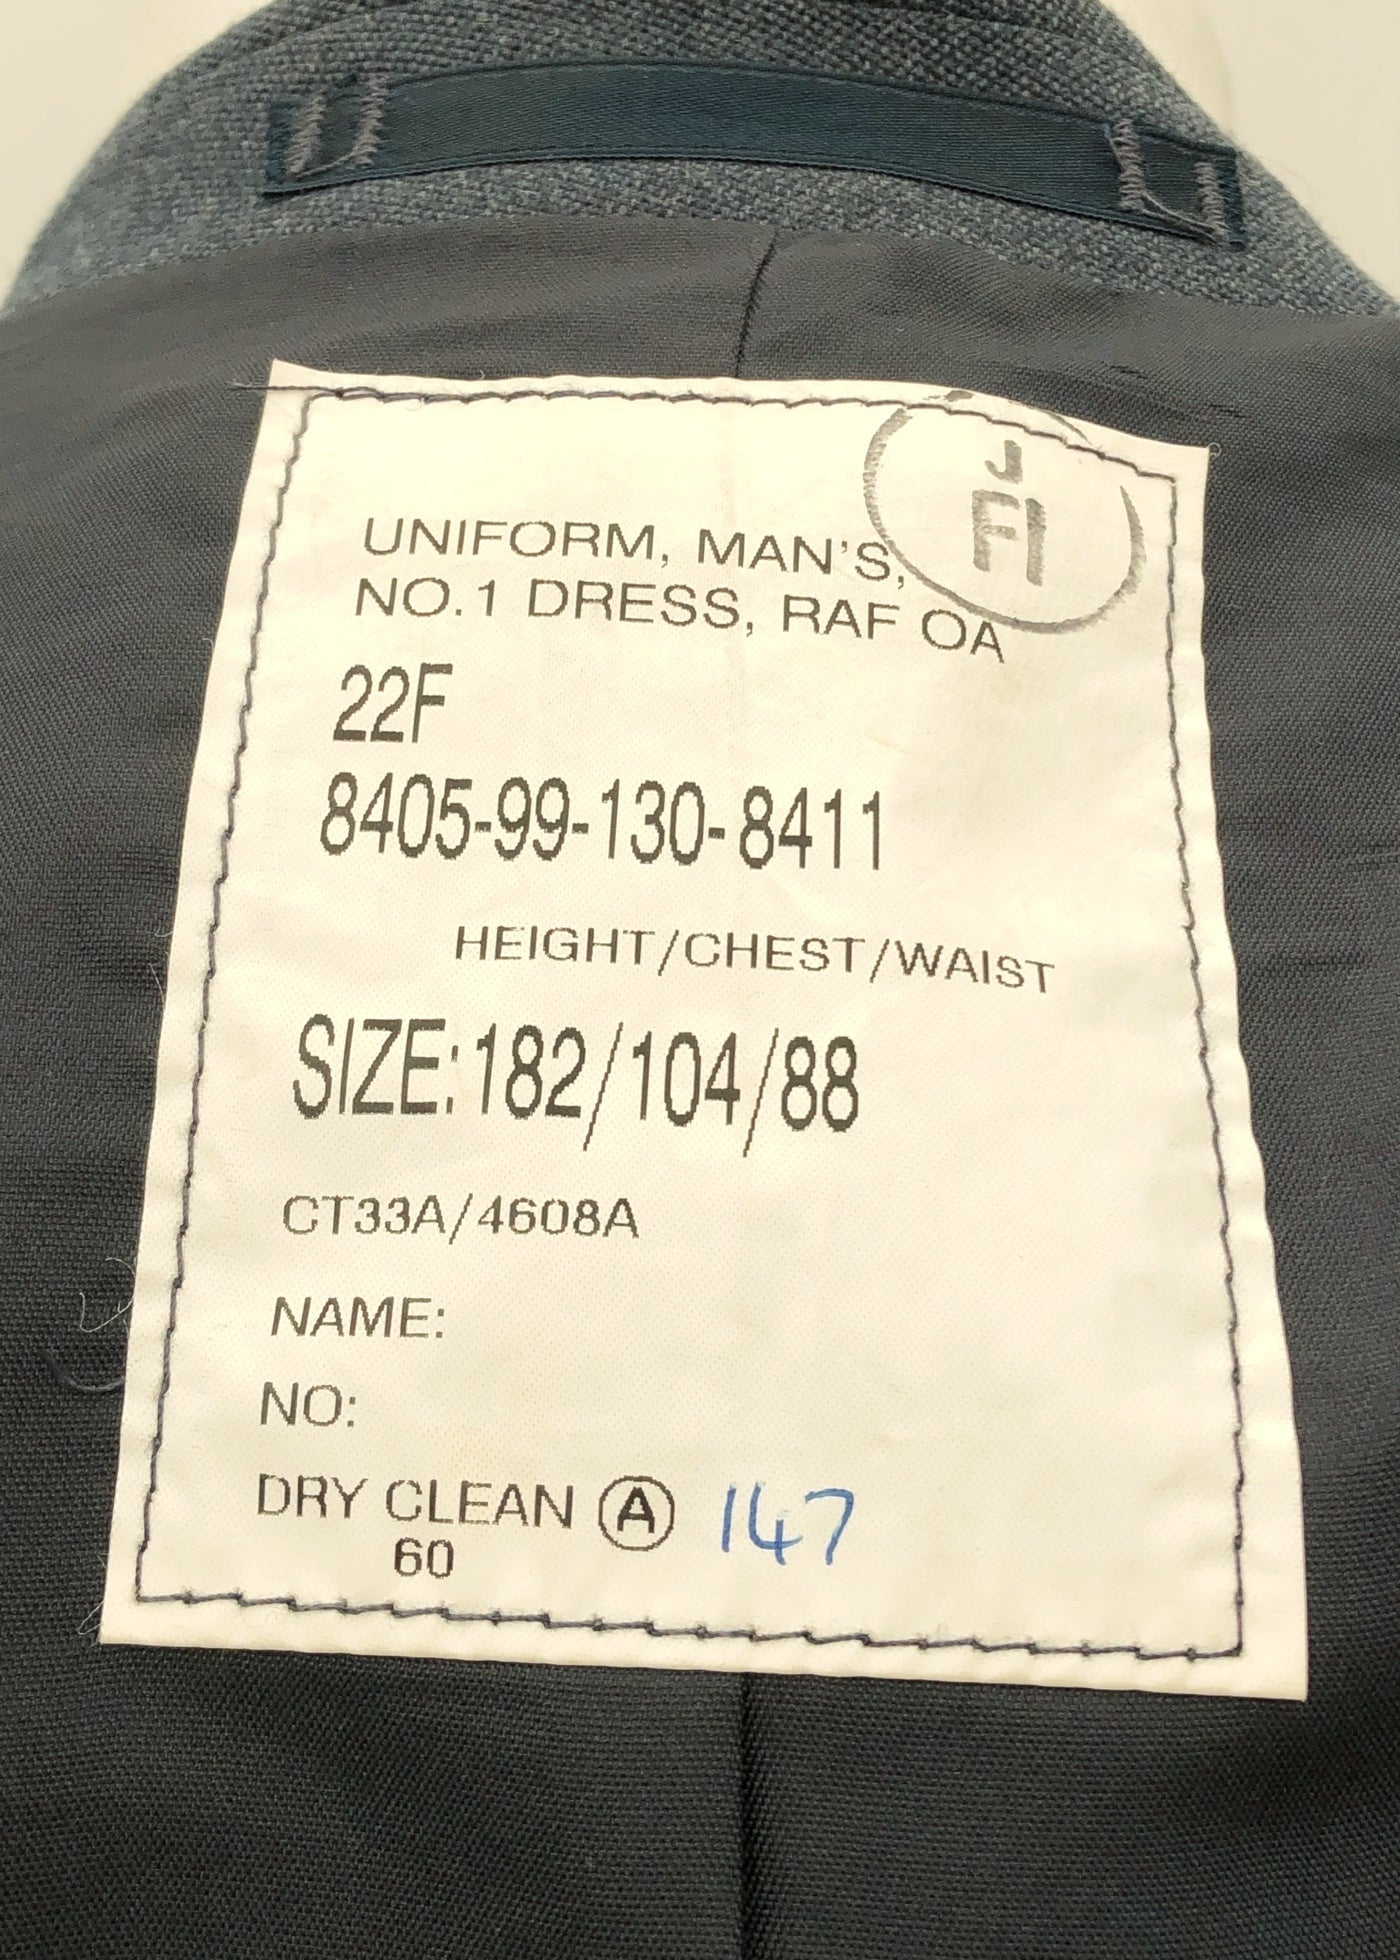 J
F1
UNIFORM, MAN'S,
NO.1 DRESS, RAF OA
22F
8405-99-130-8411
HEIGHT/CHEST/WAIST
SIZE:182/104/88
CT33A/4608A
NAME:
NO:
DRY CLEAN Ⓐ 147
60